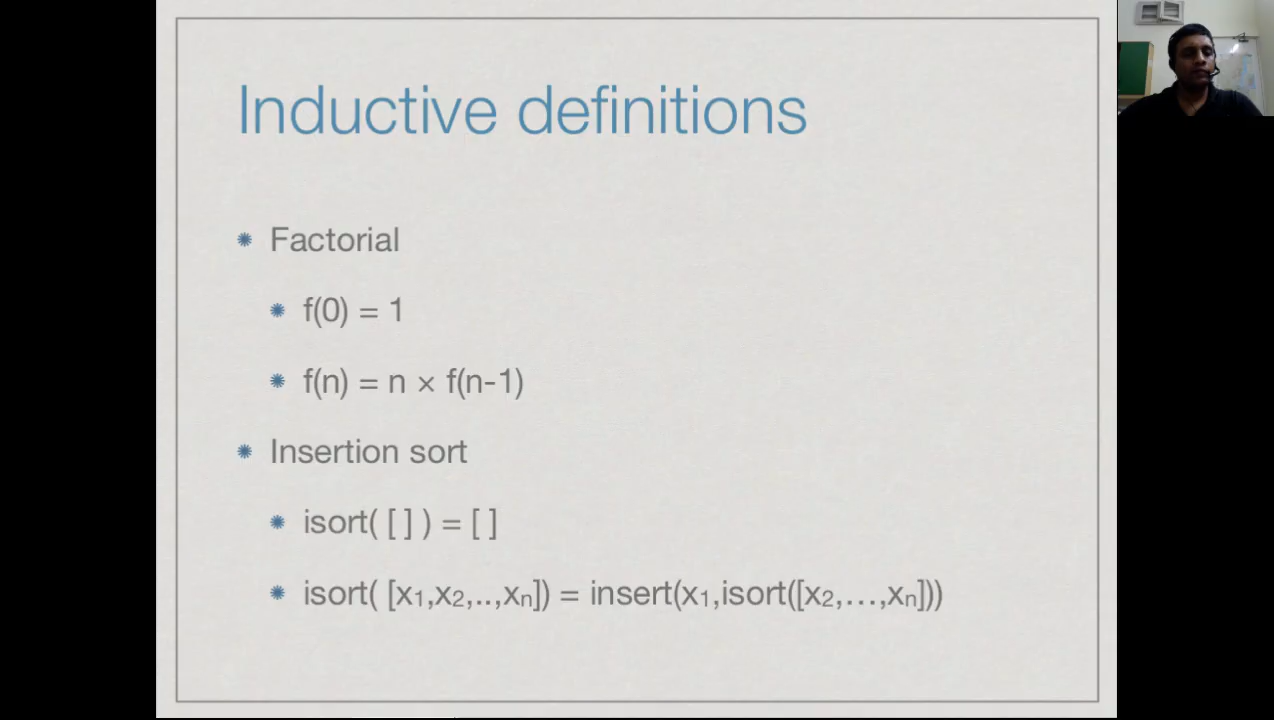 Inductive definitions
Factorial
f(0) = 1
f(n) = n × f(n-1)
Insertion sort
isort( [ ] ) = [ ]
isort( [x₁,x₂,..,xₙ]) = insert(x₁,isort([x₂,…,xₙ]))